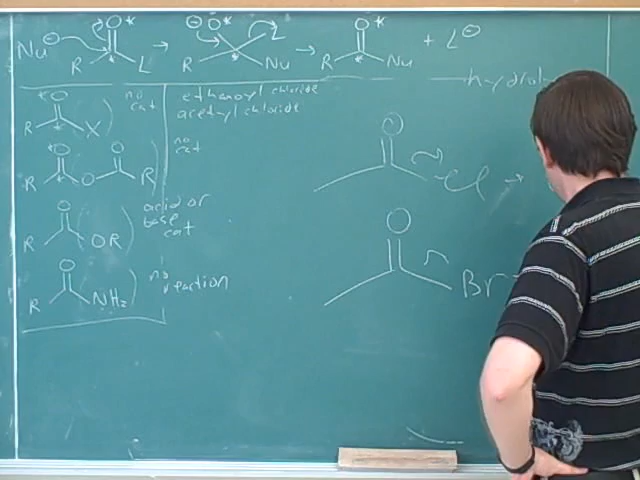 Nu⊖ O* R L → ⊖O* L R Nu → O* R Nu + L⊖
O R X no cat ethanoyl chloride
acetyl chloride
O O R O R no cat
O R OR acid or base cat
O R NH₂ no reaction
O Cl →
O Br